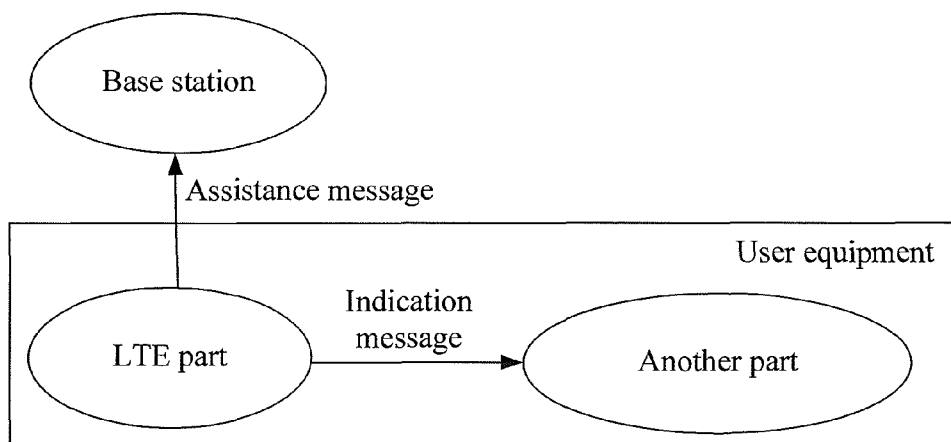 Base station
Assistance message
User equipment
Indication
message
LTE part
Another part